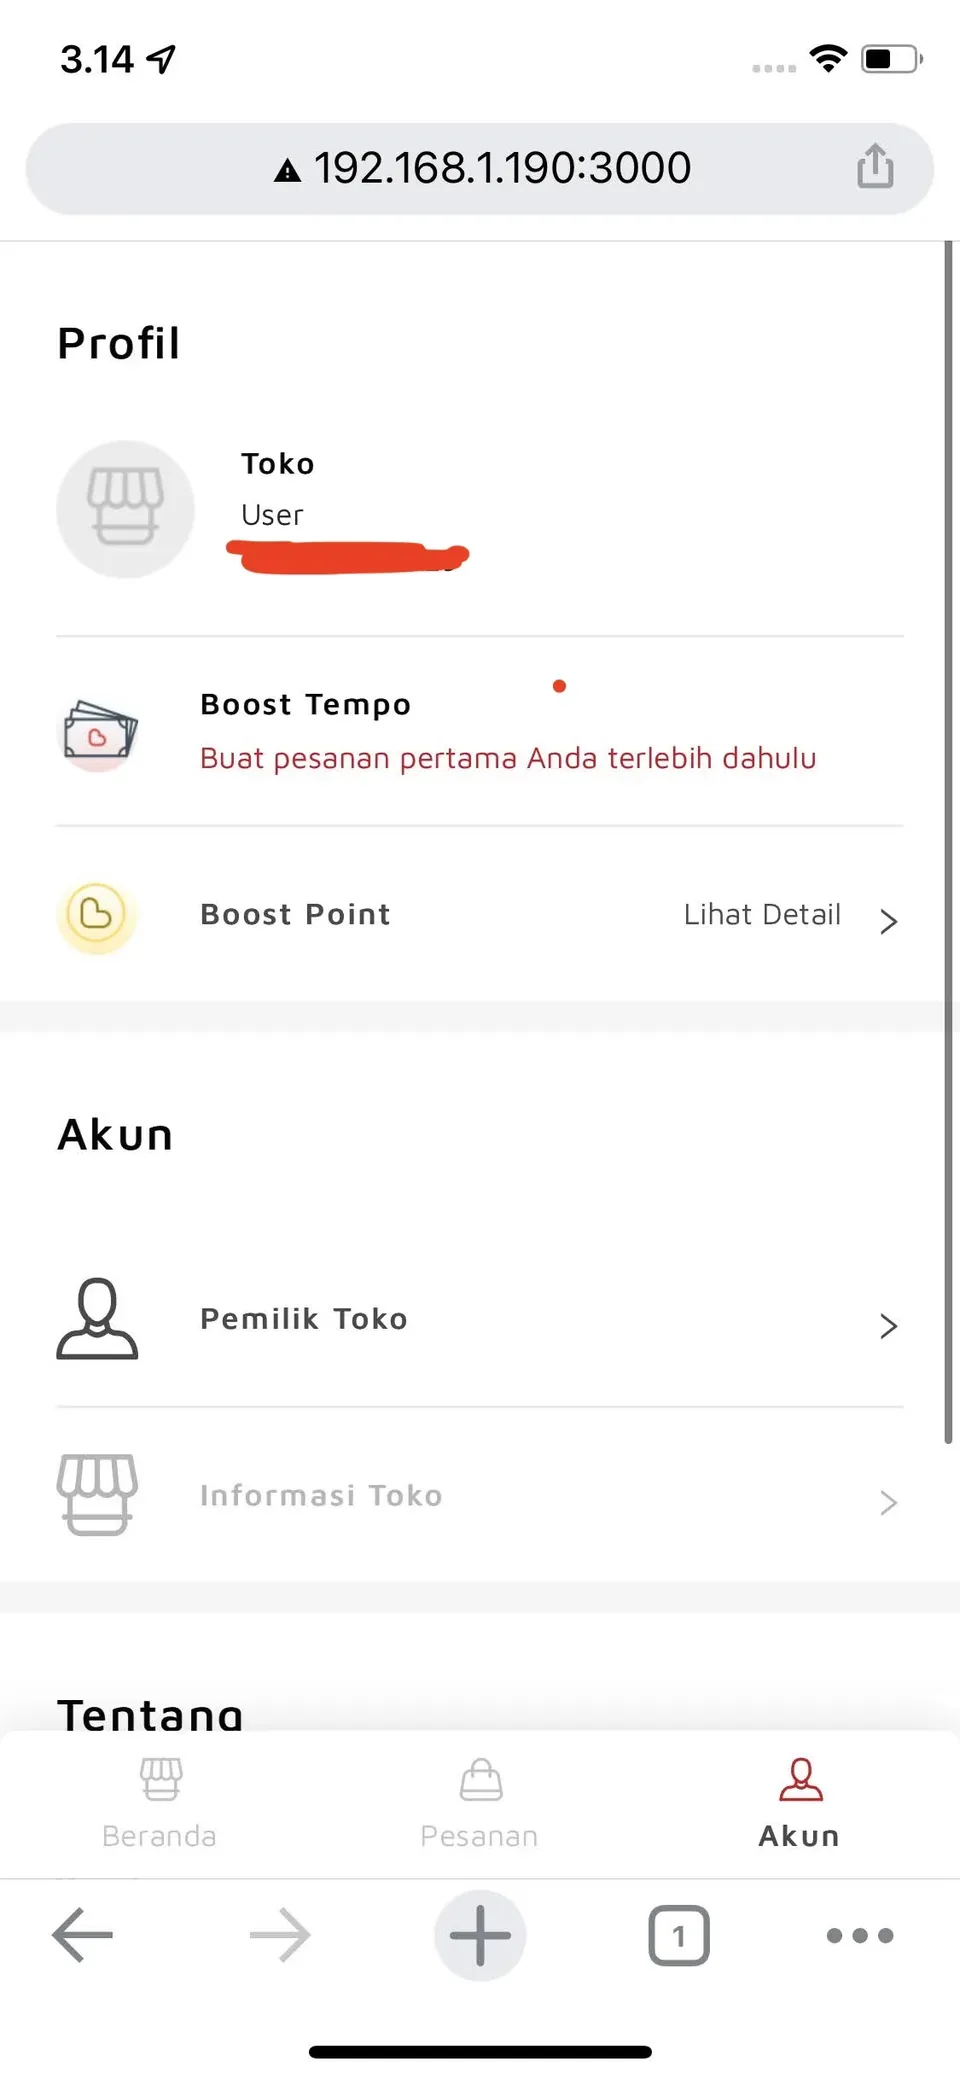 3.14
192.168.1.190:3000
Profil
Toko
User
Boost Tempo
Buat pesanan pertama Anda terlebih dahulu
Boost Point
Lihat Detail
Akun
Pemilik Toko
Informasi Toko
Tentang
Beranda
Pesanan
Akun
1